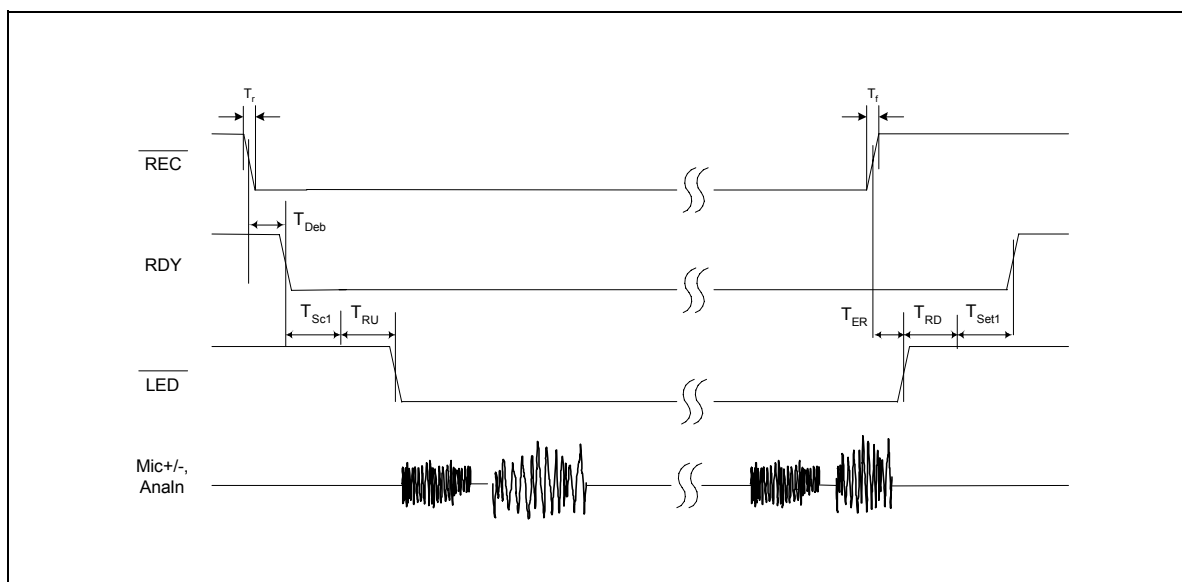 Tr
Tf
REC
TDeb
RDY
TSc1 TRU
TER TRD TSet1
LED
Mic+/-,
AnaIn